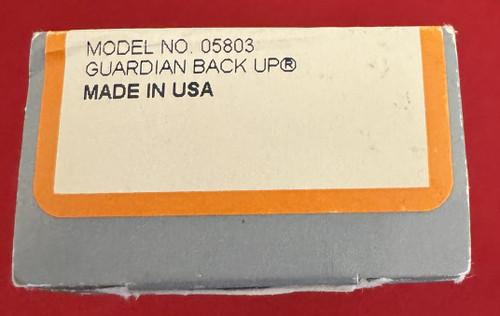 MODEL NO. 05803
GUARDIAN BACK UP®
MADE IN USA